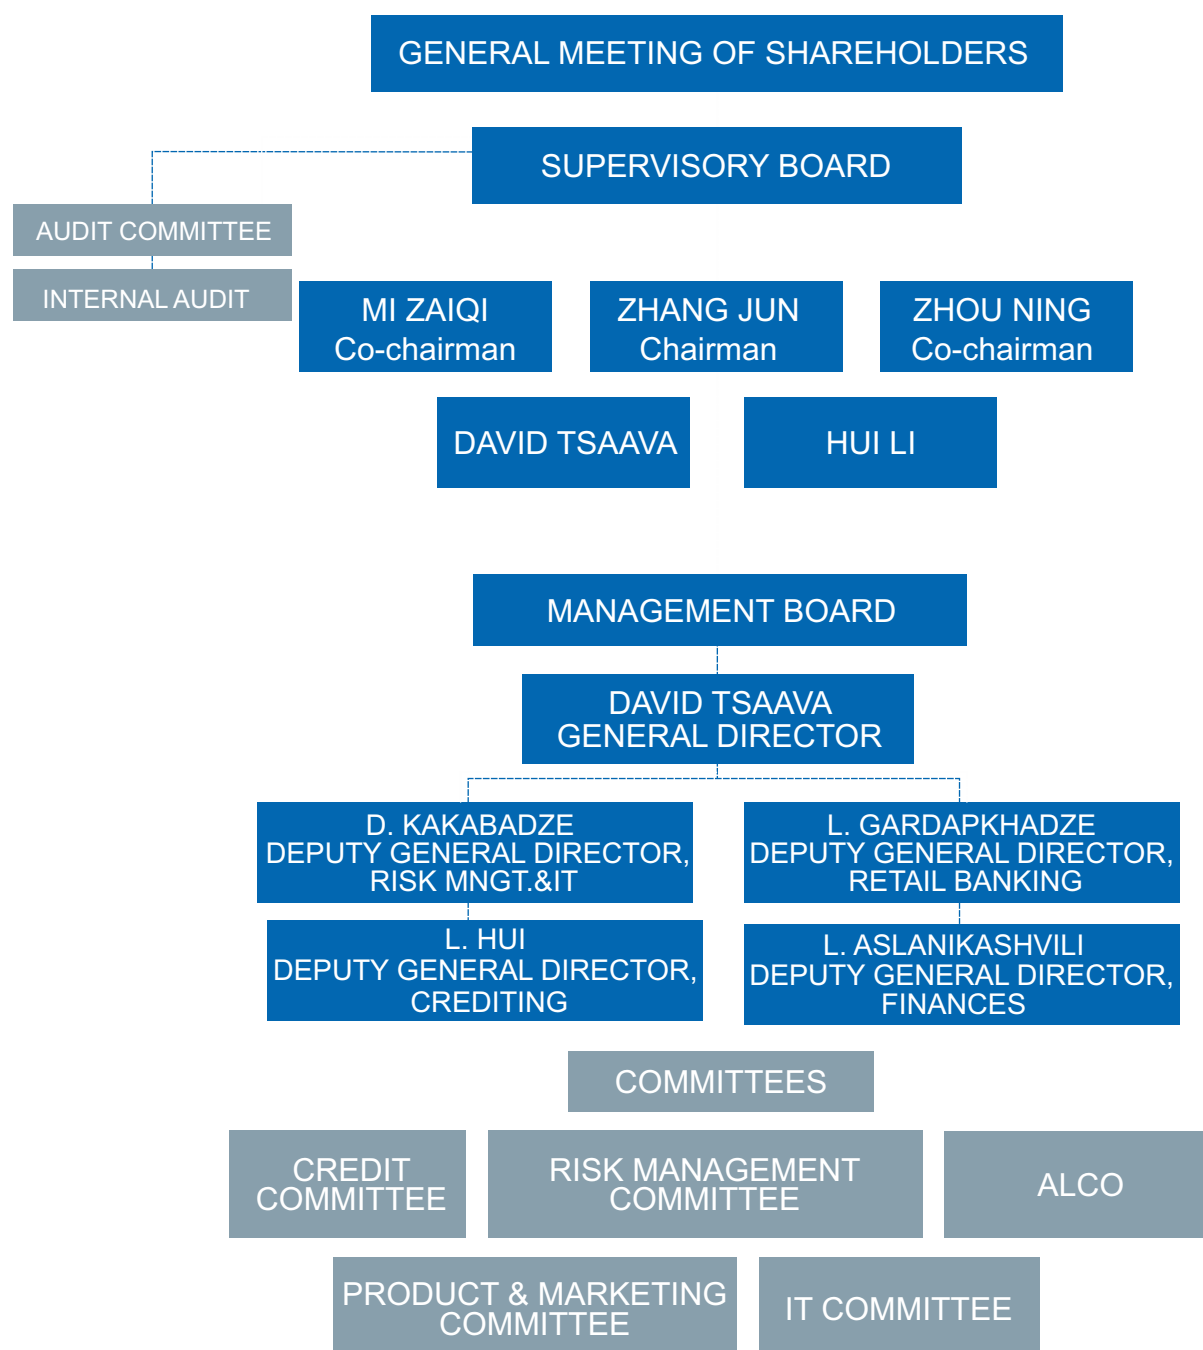 GENERAL MEETING OF SHAREHOLDERS
SUPERVISORY BOARD
AUDIT COMMITTEE
INTERNAL AUDIT
MI ZAIQI
Co-chairman
ZHANG JUN
Chairman
ZHOU NING
Co-chairman
DAVID TSAAVA
HUI LI
MANAGEMENT BOARD
DAVID TSAAVA
GENERAL DIRECTOR
D. KAKABADZE
DEPUTY GENERAL DIRECTOR,
RISK MNGT.&IT
L. GARDAPKHADZE
DEPUTY GENERAL DIRECTOR,
RETAIL BANKING
L. HUI
DEPUTY GENERAL DIRECTOR,
CREDITING
L. ASLANIKASHVILI
DEPUTY GENERAL DIRECTOR,
FINANCES
COMMITTEES
CREDIT
COMMITTEE
RISK MANAGEMENT
COMMITTEE
ALCO
PRODUCT & MARKETING
COMMITTEE
IT COMMITTEE